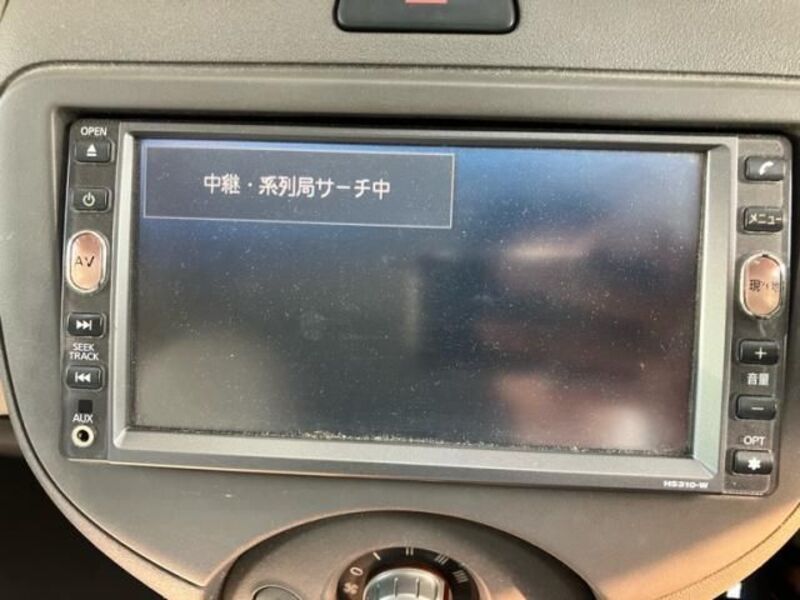 OPEN
中継・系列局サーチ中
メニュー
AV
SEEK
TRACK
音量
AUX
OPT
HS310-W